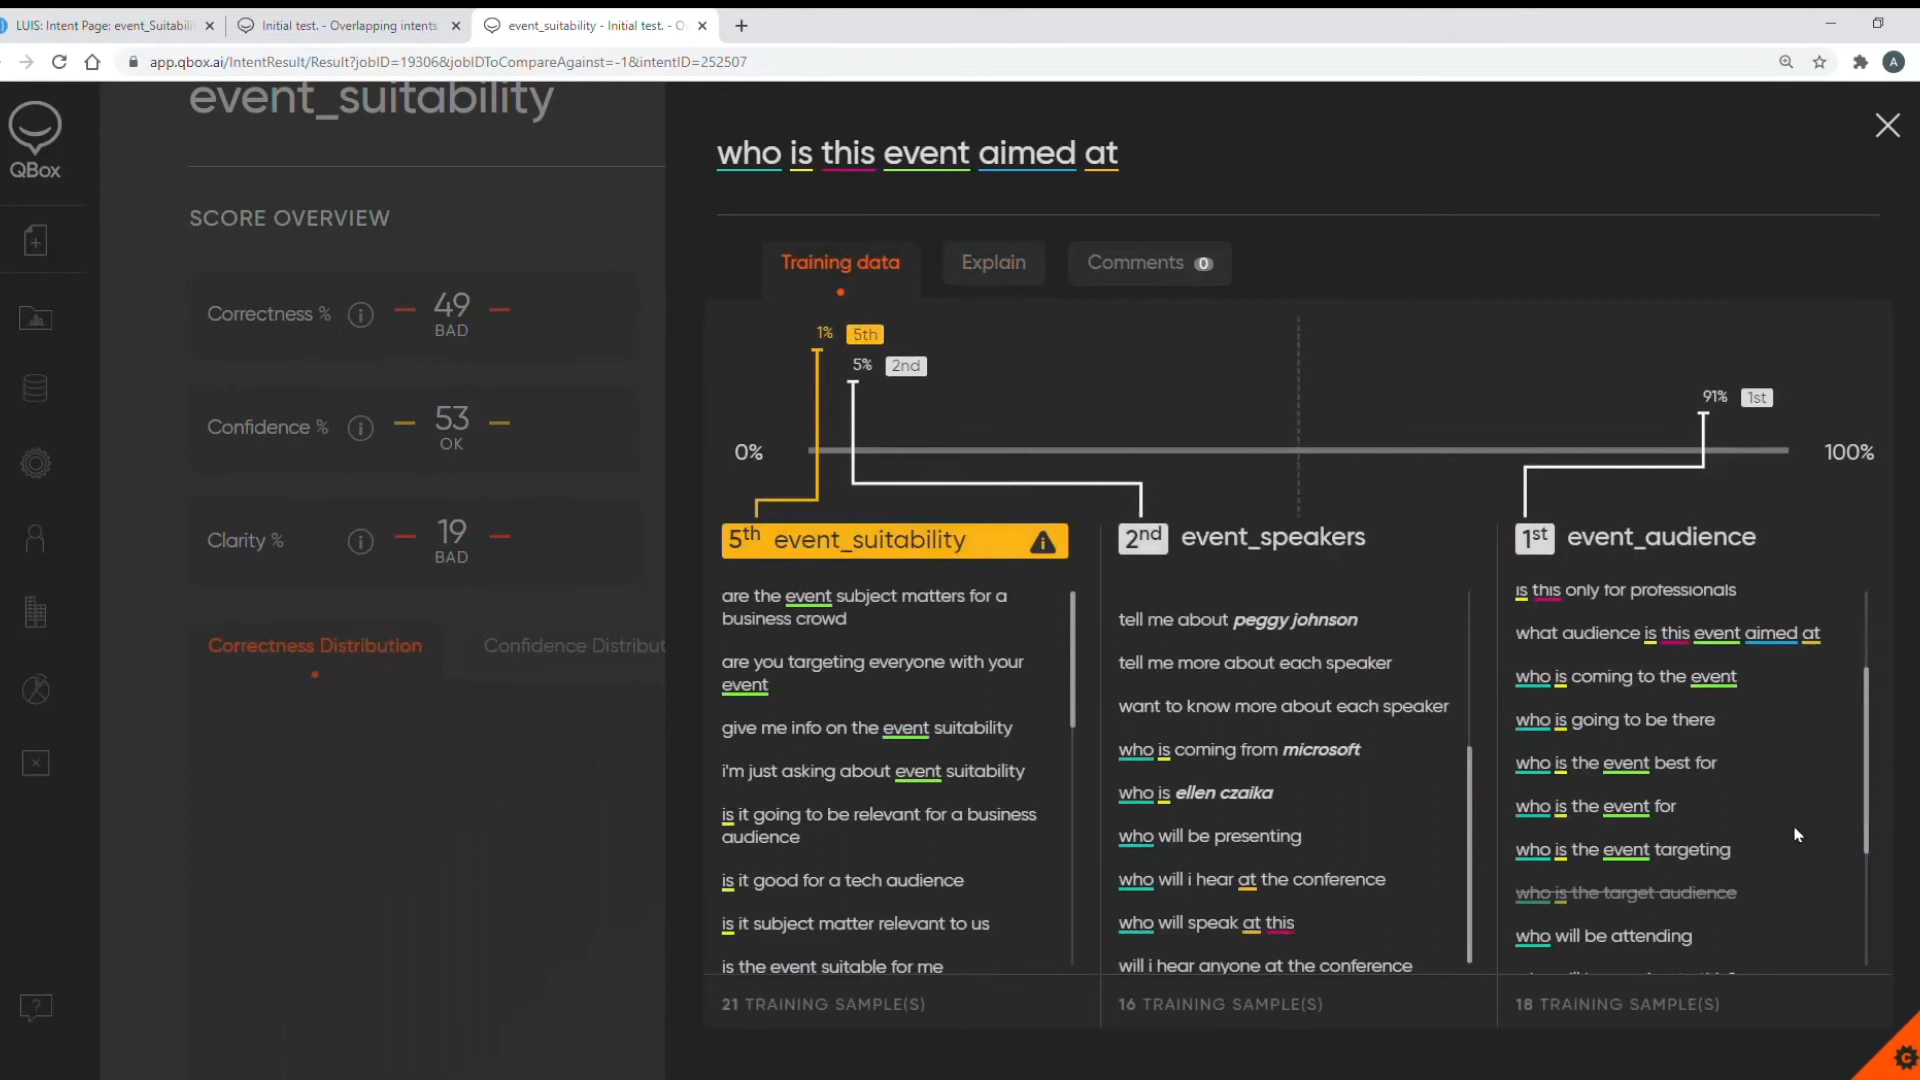 LUIS: Intent Page: event_Suitabili
Initial test. - Overlapping intents
event_suitability - Initial test. - O
app.qbox.ai/IntentResult/Result?jobID=19306&jobIDToCompareAgainst=-1&intentID=252507
A
QBox
event_suitability
SCORE OVERVIEW
Correctness %
49
BAD
Confidence %
53
OK
Clarity %
19
BAD
Correctness Distribution
Confidence Distribut
who is this event aimed at
Training data
Explain
Comments 0
1% 5th
5% 2nd
91% 1st
0%
100%
5th event_suitability
are the event subject matters for a
business crowd
are you targeting everyone with your
event
give me info on the event suitability
i'm just asking about event suitability
is it going to be relevant for a business
audience
is it good for a tech audience
is it subject matter relevant to us
is the event suitable for me
21 TRAINING SAMPLE(S)
2nd event_speakers
tell me about peggy johnson
tell me more about each speaker
want to know more about each speaker
who is coming from microsoft
who is ellen czaika
who will be presenting
who will i hear at the conference
who will speak at this
will i hear anyone at the conference
16 TRAINING SAMPLE(S)
1st event_audience
is this only for professionals
what audience is this event aimed at
who is coming to the event
who is going to be there
who is the event best for
who is the event for
who is the event targeting
who is the target audience
who will be attending
18 TRAINING SAMPLE(S)